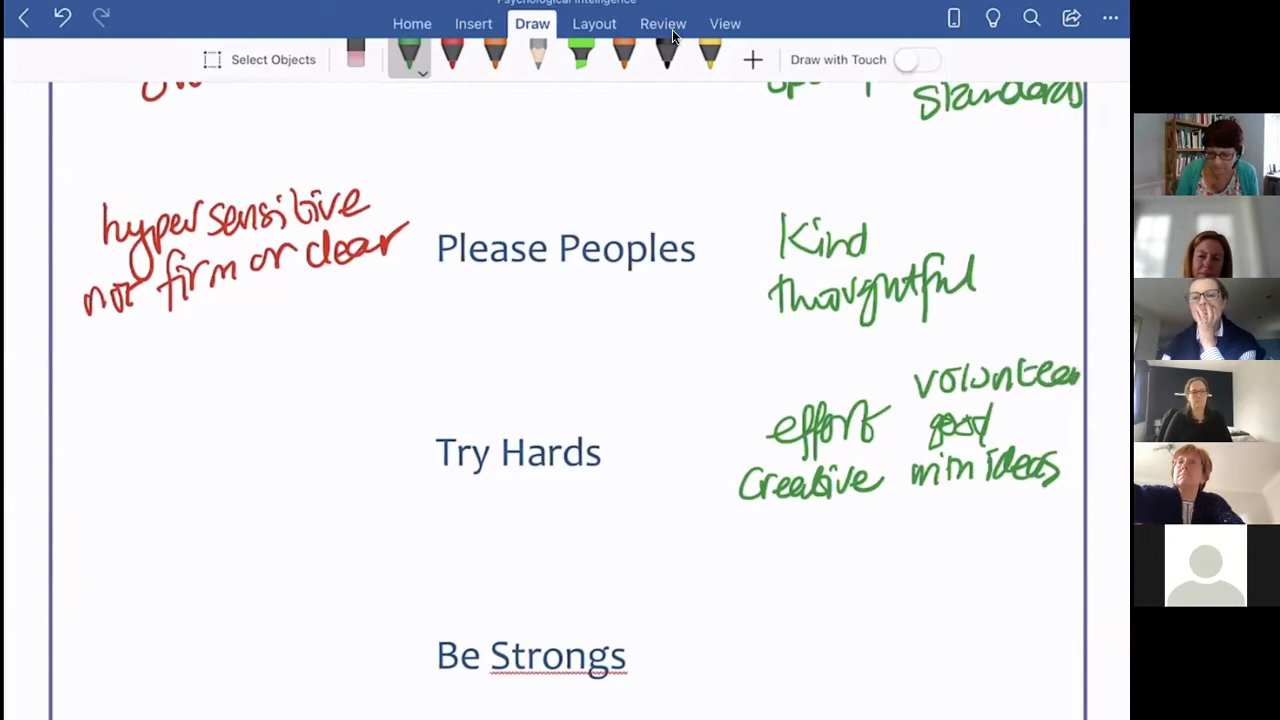 Psychological Intelligence
Home Insert Draw Layout Review View
Select Objects
Draw with Touch
standards
hypersensitive
not firm or clear
Please Peoples
Kind
thoughtful
Try Hards
effort
Creative
volunteer
good
with ideas
Be Strongs